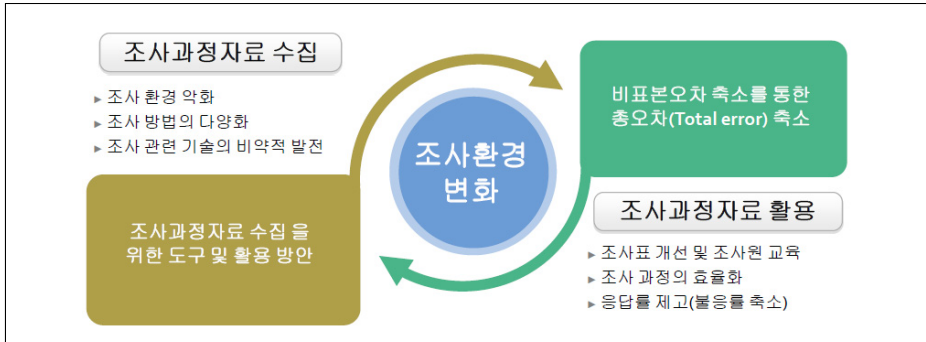 조사과정자료 수집
▸ 조사 환경 악화
▸ 조사 방법의 다양화
▸ 조사 관련 기술의 비약적 발전
조사과정자료 수집 을
위한 도구 및 활용 방안
조사환경
변화
비표본오차 축소를 통한
총오차(Total error) 축소
조사과정자료 활용
▸ 조사표 개선 및 조사원 교육
▸ 조사 과정의 효율화
▸ 응답률 제고(불응률 축소)